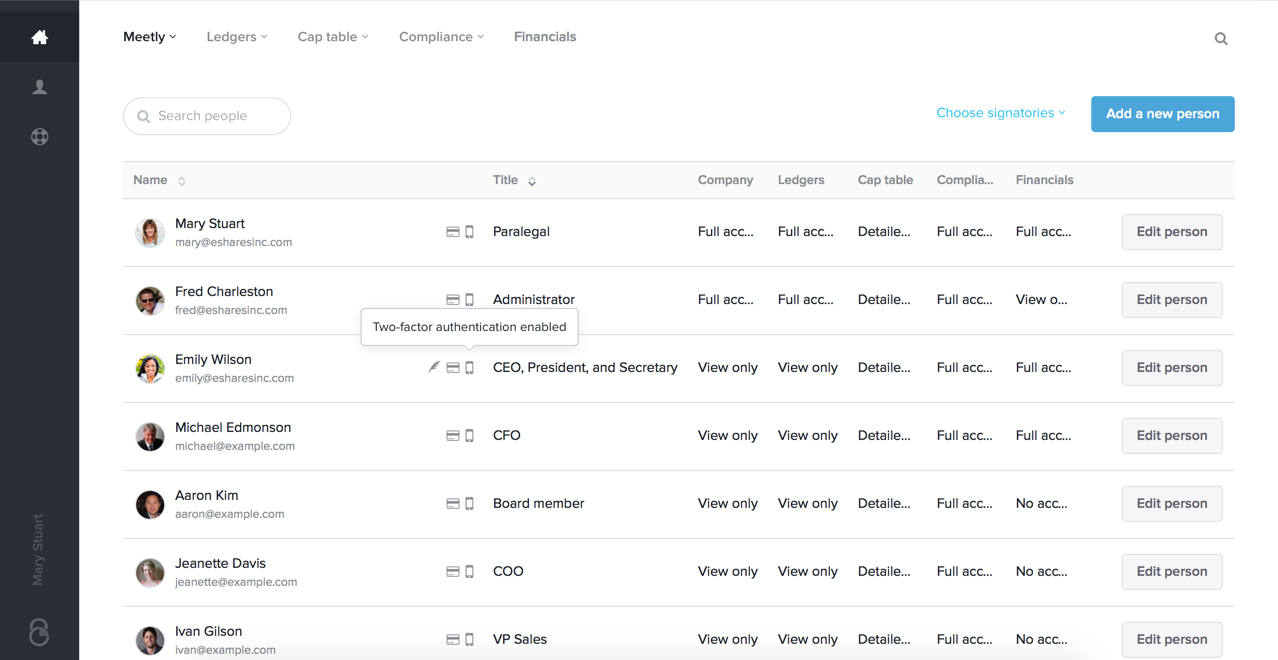 Meetly Ledgers Cap table Compliance Financials
Search people
Choose signatories
Add a new person
Name Title Company Ledgers Cap table Complia... Financials
Mary Stuart
mary@esharesinc.com
Paralegal Full acc... Full acc... Detaile... Full acc... Full acc... Edit person
Fred Charleston
fred@esharesinc.com
Administrator Full acc... Full acc... Detaile... Full acc... View o... Edit person
Two-factor authentication enabled
Emily Wilson
emily@esharesinc.com
CEO, President, and Secretary View only View only Detaile... Full acc... Full acc... Edit person
Michael Edmonson
michael@example.com
CFO View only View only Detaile... Full acc... Full acc... Edit person
Aaron Kim
aaron@example.com
Board member View only View only Detaile... Full acc... No acc... Edit person
Jeanette Davis
jeanette@example.com
COO View only View only Detaile... Full acc... No acc... Edit person
Ivan Gilson
ivan@example.com
VP Sales View only View only Detaile... Full acc... No acc... Edit person
Mary Stuart